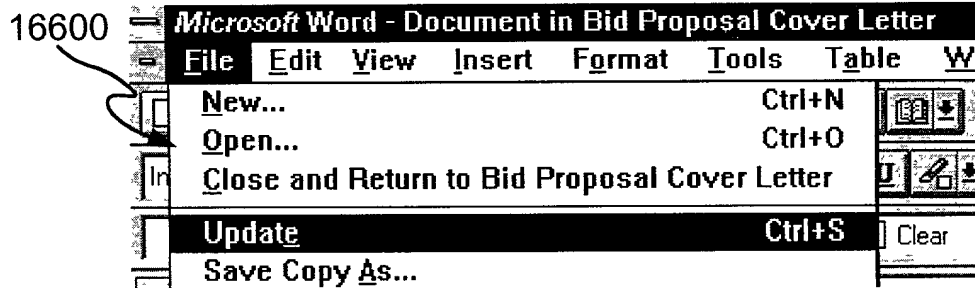 16600
Microsoft Word - Document in Bid Proposal Cover Letter
File Edit View Insert Format Tools Table W
New... Ctrl+N
Open... Ctrl+O
In
Close and Return to Bid Proposal Cover Letter U
Update Ctrl+S Clear
Save Copy As...